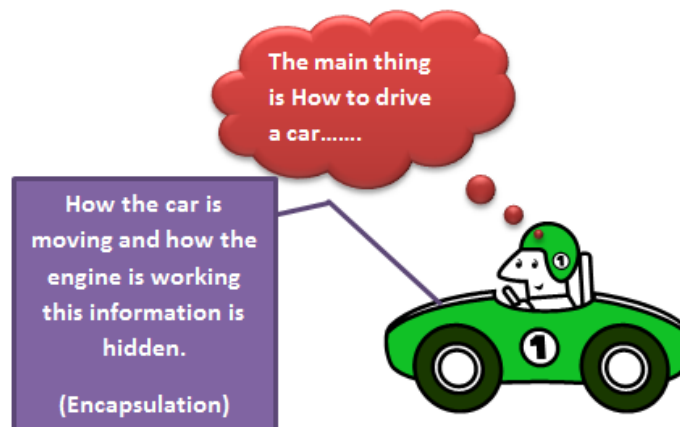 The main thing
is How to drive
a car.......
How the car is
moving and how the
engine is working
this information is
hidden.
(Encapsulation)
1
1